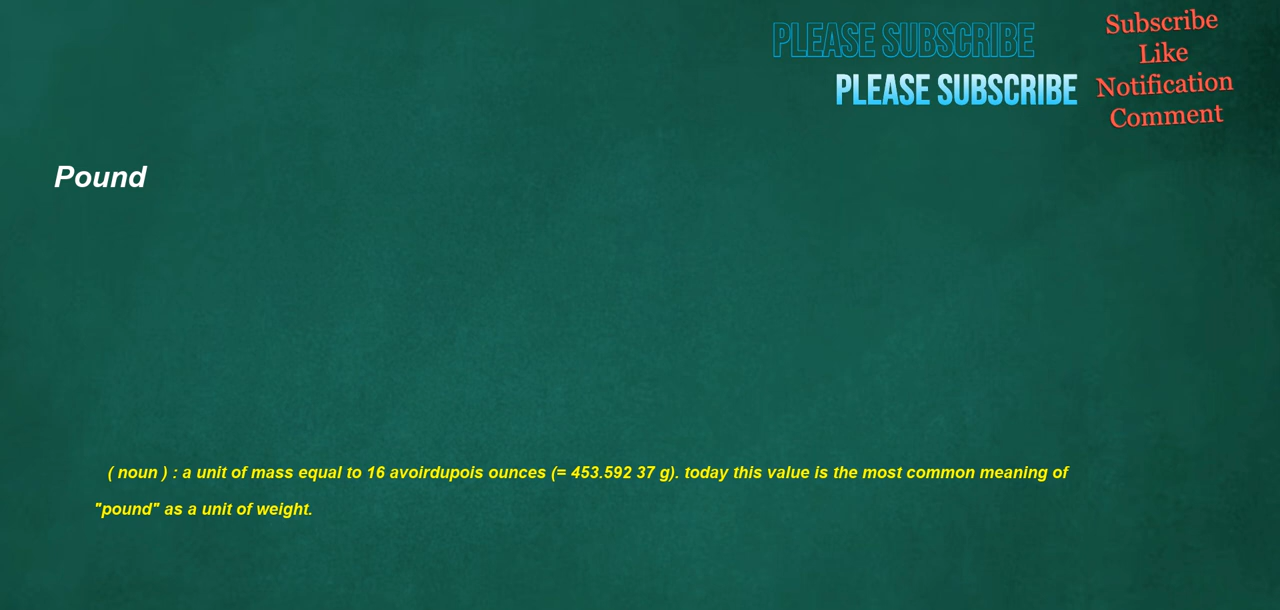 PLEASE SUBSCRIBE
PLEASE SUBSCRIBE
Subscribe
Like
Notification
Comment
Pound
( noun ) : a unit of mass equal to 16 avoirdupois ounces (= 453.592 37 g). today this value is the most common meaning of
"pound" as a unit of weight.